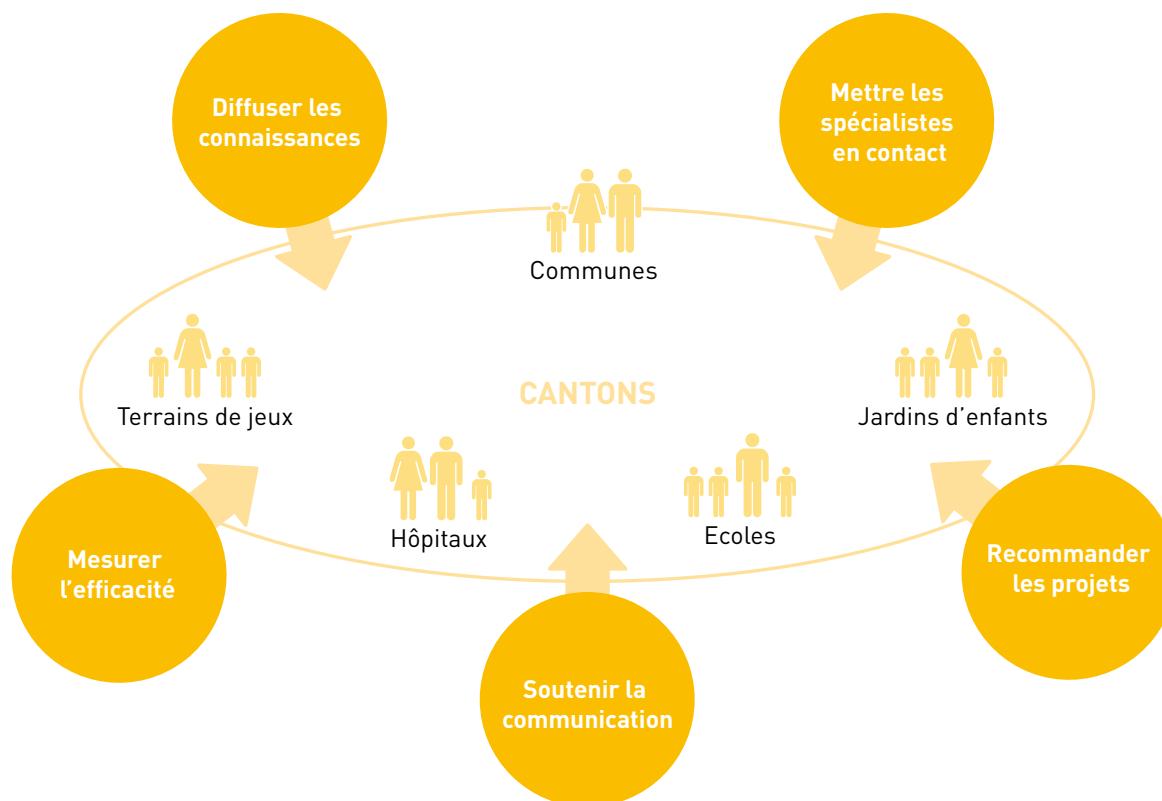 Diffuser les
connaissances
Mettre les
spécialistes
en contact
Communes
Terrains de jeux
CANTONS
Jardins d’enfants
Hôpitaux
Ecoles
Mesurer
l’efficacité
Recommander
les projets
Soutenir la
communication